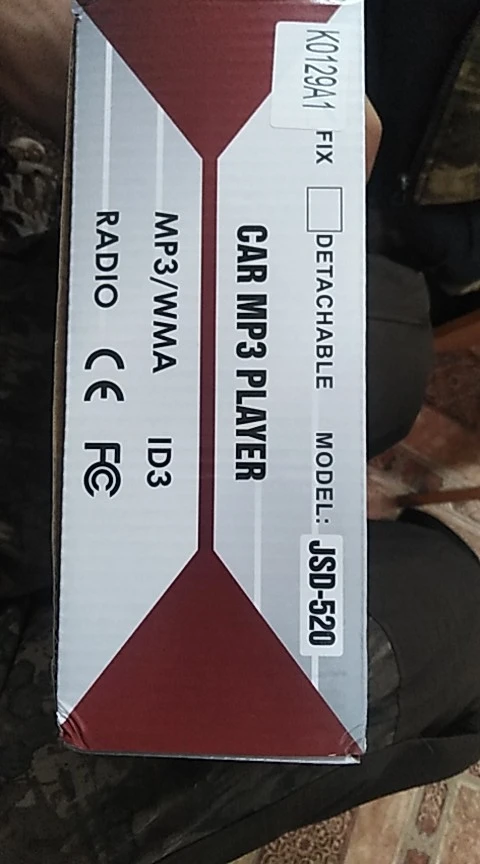 K0129A1
FIX DETACHABLE MODEL: JSD-520
CAR MP3 PLAYER
MP3/WMA ID3
RADIO CE FC